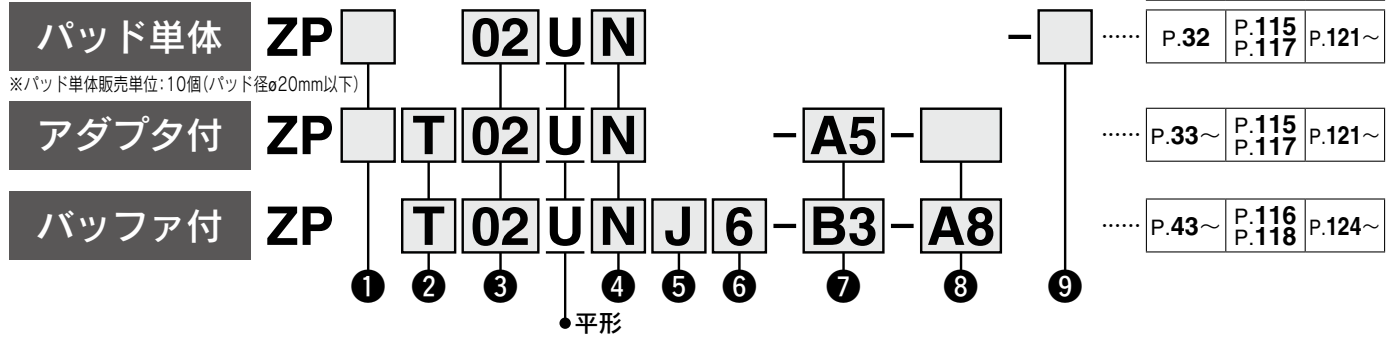 パッド単体 ZP 02 U N - …… P.32 P.115 P.117 P.121～
※パッド単体販売単位：10個（パッド径ø20mm以下）
アダプタ付 ZP T 02 U N - A5 - …… P.33～ P.115 P.117 P.121～
バッファ付 ZP T 02 U N J 6 - B3 - A8 …… P.43～ P.116 P.118 P.124～
❶ ❷ ❸ ❹ ❺ ❻ ❼ ❽ ❾
●平形